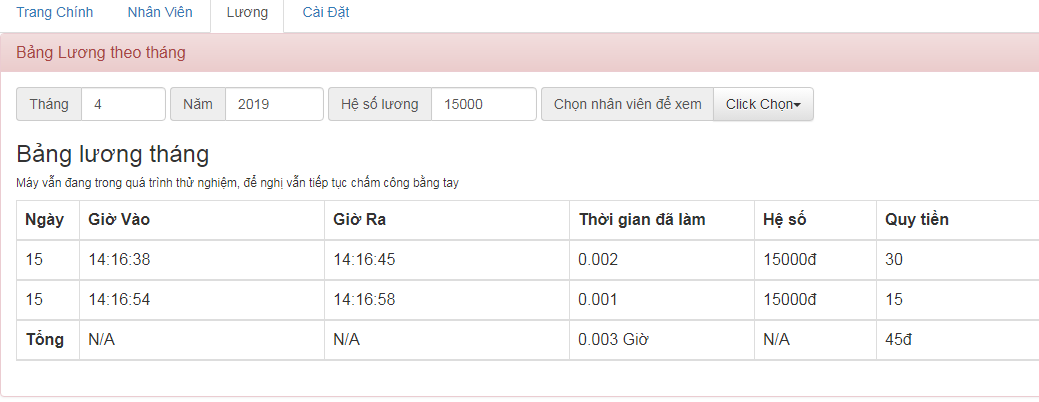 Trang Chính Nhân Viên Lương Cài Đặt
Bảng Lương theo tháng
Tháng 4 Năm 2019 Hệ số lương 15000 Chọn nhân viên để xem Click Chọn
Bảng lương tháng
Máy vẫn đang trong quá trình thử nghiệm, để nghị vẫn tiếp tục chấm công bằng tay
Ngày Giờ Vào Giờ Ra Thời gian đã làm Hệ số Quy tiền
15 14:16:38 14:16:45 0.002 15000đ 30
15 14:16:54 14:16:58 0.001 15000đ 15
Tổng N/A N/A 0.003 Giờ N/A 45đ